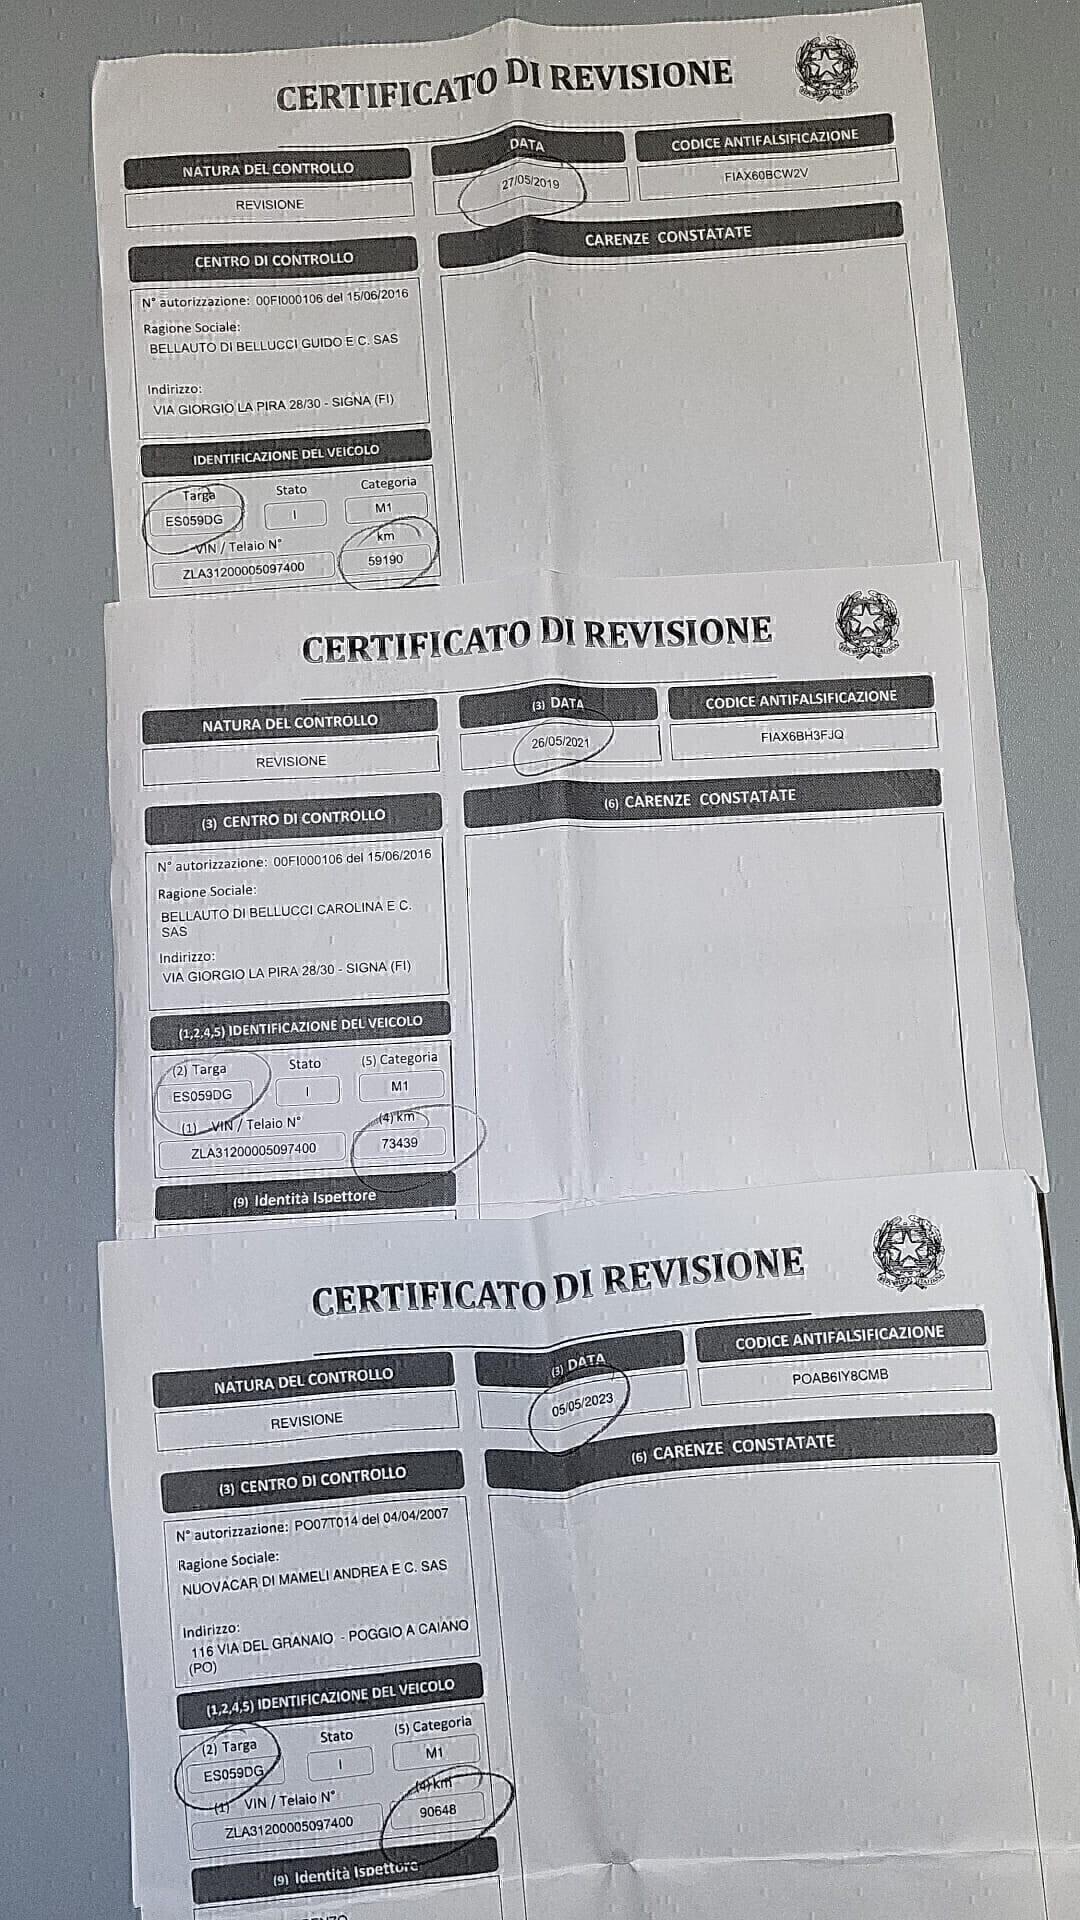 CERTIFICATO DI REVISIONE
NATURA DEL CONTROLLO
REVISIONE
DATA
27/05/2019
CODICE ANTIFALSIFICAZIONE
FIAX60BCW2V
CENTRO DI CONTROLLO
N° autorizzazione: 00FI000106 del 15/06/2016
Ragione Sociale:
BELLAUTO DI BELLUCCI GUIDO E C. SAS
Indirizzo:
VIA GIORGIO LA PIRA 28/30 - SIGNA (FI)
CARENZE CONSTATATE
IDENTIFICAZIONE DEL VEICOLO
Targa Stato Categoria
ES059DG I M1
VIN / Telaio N° km
ZLA31200005097400 59190
CERTIFICATO DI REVISIONE
NATURA DEL CONTROLLO
REVISIONE
(3) DATA
26/05/2021
CODICE ANTIFALSIFICAZIONE
FIAX6BH3FJQ
(3) CENTRO DI CONTROLLO
N° autorizzazione: 00FI000106 del 15/06/2016
Ragione Sociale:
BELLAUTO DI BELLUCCI CAROLINA E C.
SAS
Indirizzo:
VIA GIORGIO LA PIRA 28/30 - SIGNA (FI)
(6) CARENZE CONSTATATE
(1,2,4,5) IDENTIFICAZIONE DEL VEICOLO
(2) Targa Stato (5) Categoria
ES059DG I M1
(1) VIN / Telaio N° (4) km
ZLA31200005097400 73439
(9) Identità Ispettore
CERTIFICATO DI REVISIONE
NATURA DEL CONTROLLO
REVISIONE
(3) DATA
05/05/2023
CODICE ANTIFALSIFICAZIONE
POAB6IY8CMB
(3) CENTRO DI CONTROLLO
N° autorizzazione: PO07T014 del 04/04/2007
Ragione Sociale:
NUOVACAR DI MAMELI ANDREA E C. SAS
Indirizzo:
116 VIA DEL GRANAIO - POGGIO A CAIANO
(PO)
(6) CARENZE CONSTATATE
(1,2,4,5) IDENTIFICAZIONE DEL VEICOLO
(2) Targa Stato (5) Categoria
ES059DG I M1
(1) VIN / Telaio N° (4) km
ZLA31200005097400 90648
(9) Identità Ispettore